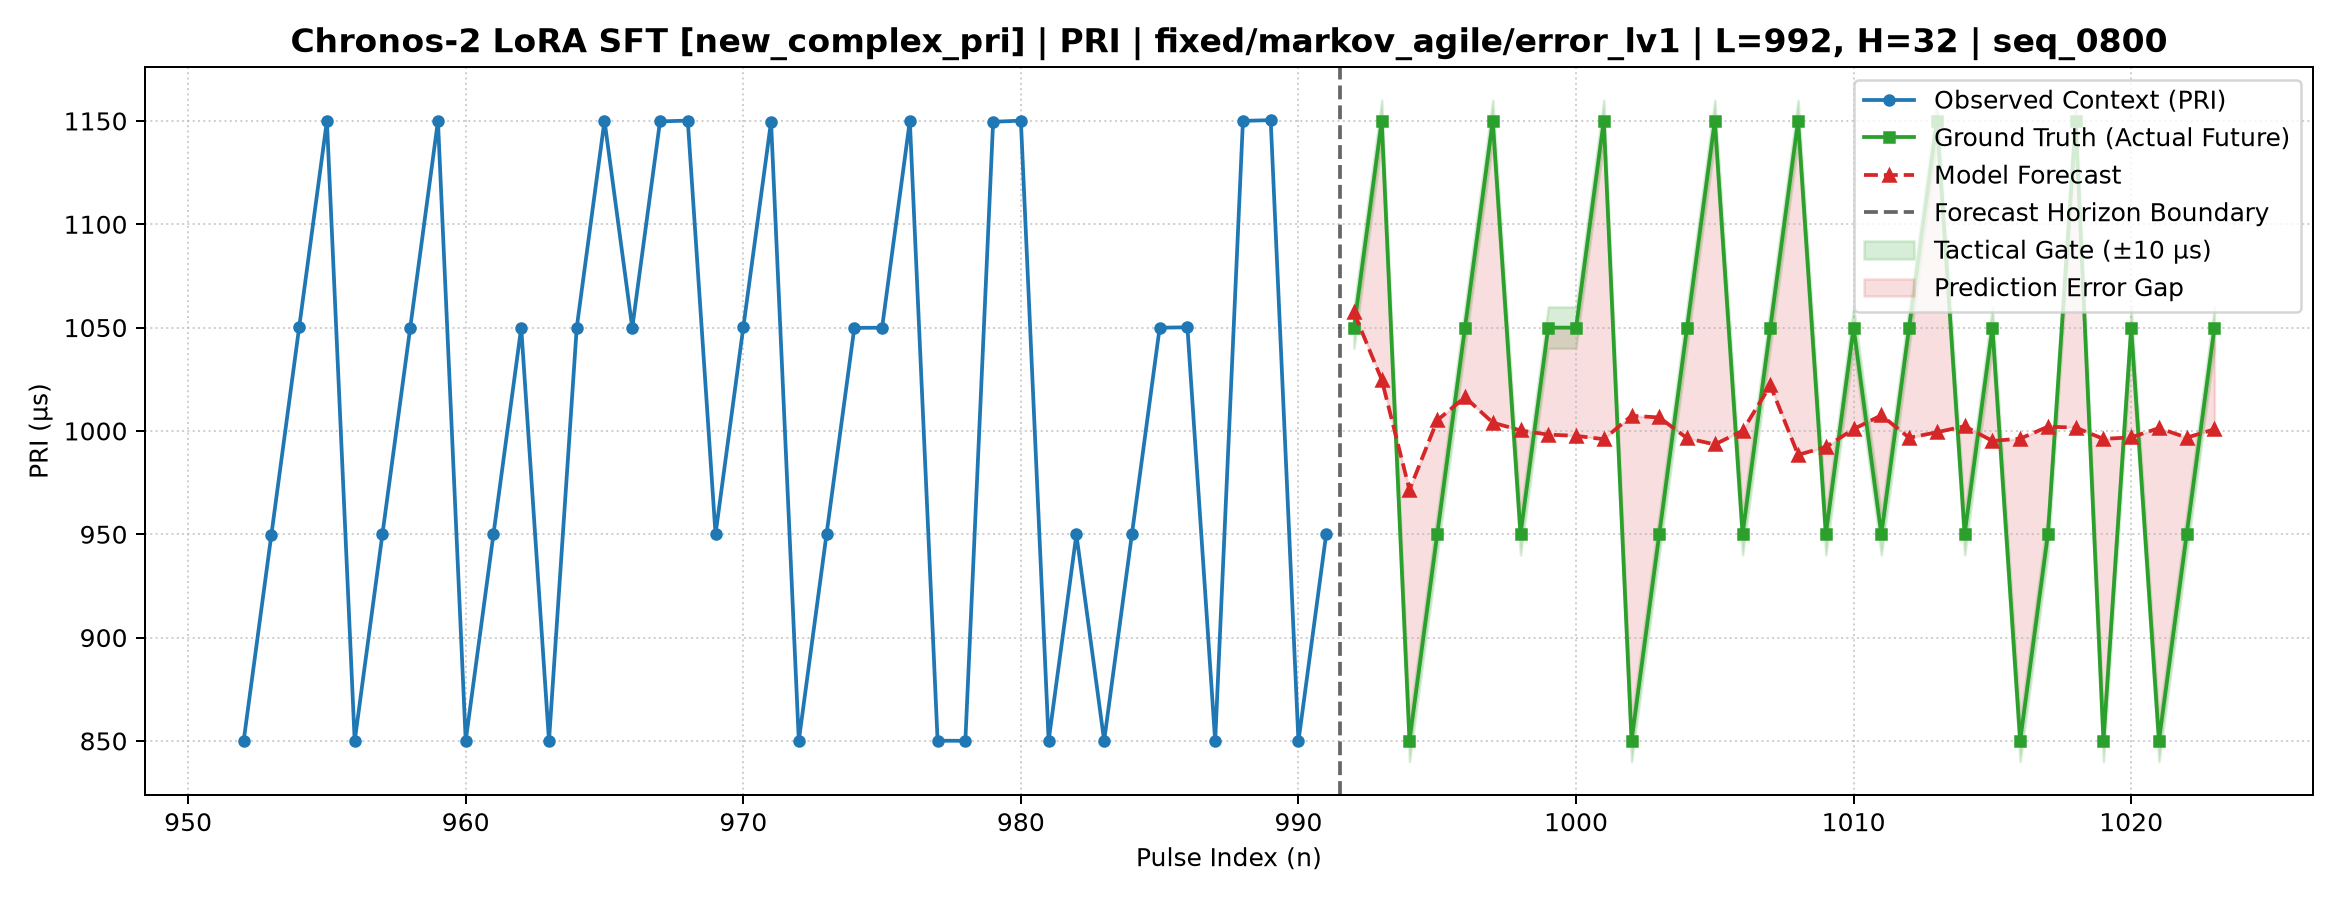 Chronos-2 LoRA SFT [new_complex_pri] | PRI | fixed/markov_agile/error_lv1 | L=992, H=32 | seq_0800
PRI (µs)
1150
1100
1050
1000
950
900
850
Observed Context (PRI)
Ground Truth (Actual Future)
Model Forecast
Forecast Horizon Boundary
Tactical Gate (±10 µs)
Prediction Error Gap
950 960 970 980 990 1000 1010 1020
Pulse Index (n)